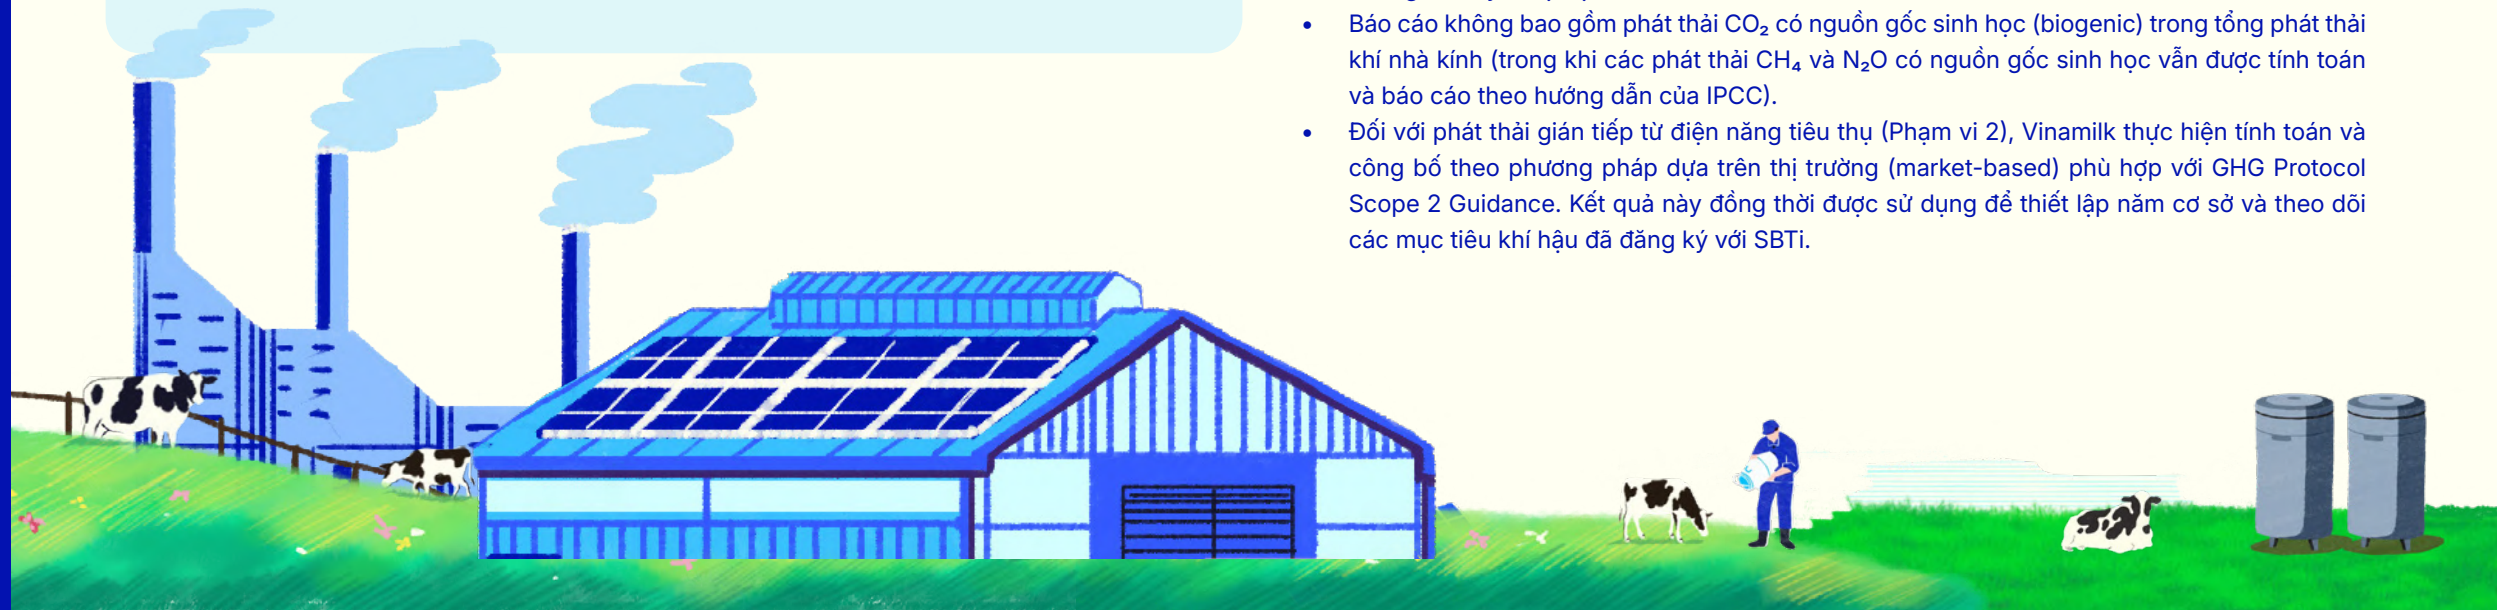 • Báo cáo không bao gồm phát thải CO₂ có nguồn gốc sinh học (biogenic) trong tổng phát thải
khí nhà kính (trong khi các phát thải CH₄ và N₂O có nguồn gốc sinh học vẫn được tính toán
và báo cáo theo hướng dẫn của IPCC).
• Đối với phát thải gián tiếp từ điện năng tiêu thụ (Phạm vi 2), Vinamilk thực hiện tính toán và
công bố theo phương pháp dựa trên thị trường (market-based) phù hợp với GHG Protocol
Scope 2 Guidance. Kết quả này đồng thời được sử dụng để thiết lập năm cơ sở và theo dõi
các mục tiêu khí hậu đã đăng ký với SBTi.